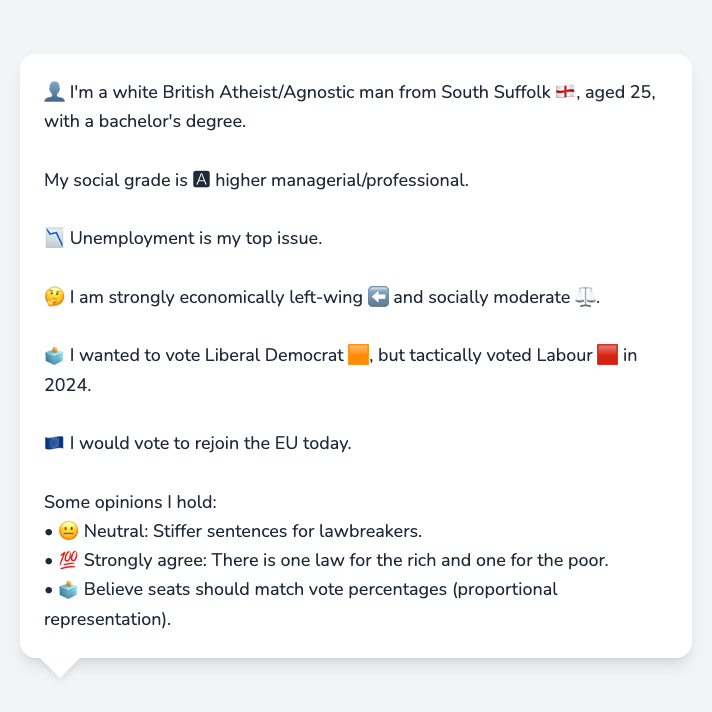 👤 I'm a white British Atheist/Agnostic man from South Suffolk 🏴󠁧󠁢󠁥󠁮󠁧󠁿, aged 25,
with a bachelor's degree.
My social grade is 🅰 higher managerial/professional.
📉 Unemployment is my top issue.
🤔 I am strongly economically left-wing ⬅️ and socially moderate ⚖️.
🗳️ I wanted to vote Liberal Democrat 🟧, but tactically voted Labour 🟥 in
2024.
🇪🇺 I would vote to rejoin the EU today.
Some opinions I hold:
• 😐 Neutral: Stiffer sentences for lawbreakers.
• 💯 Strongly agree: There is one law for the rich and one for the poor.
• 🗳️ Believe seats should match vote percentages (proportional
representation).